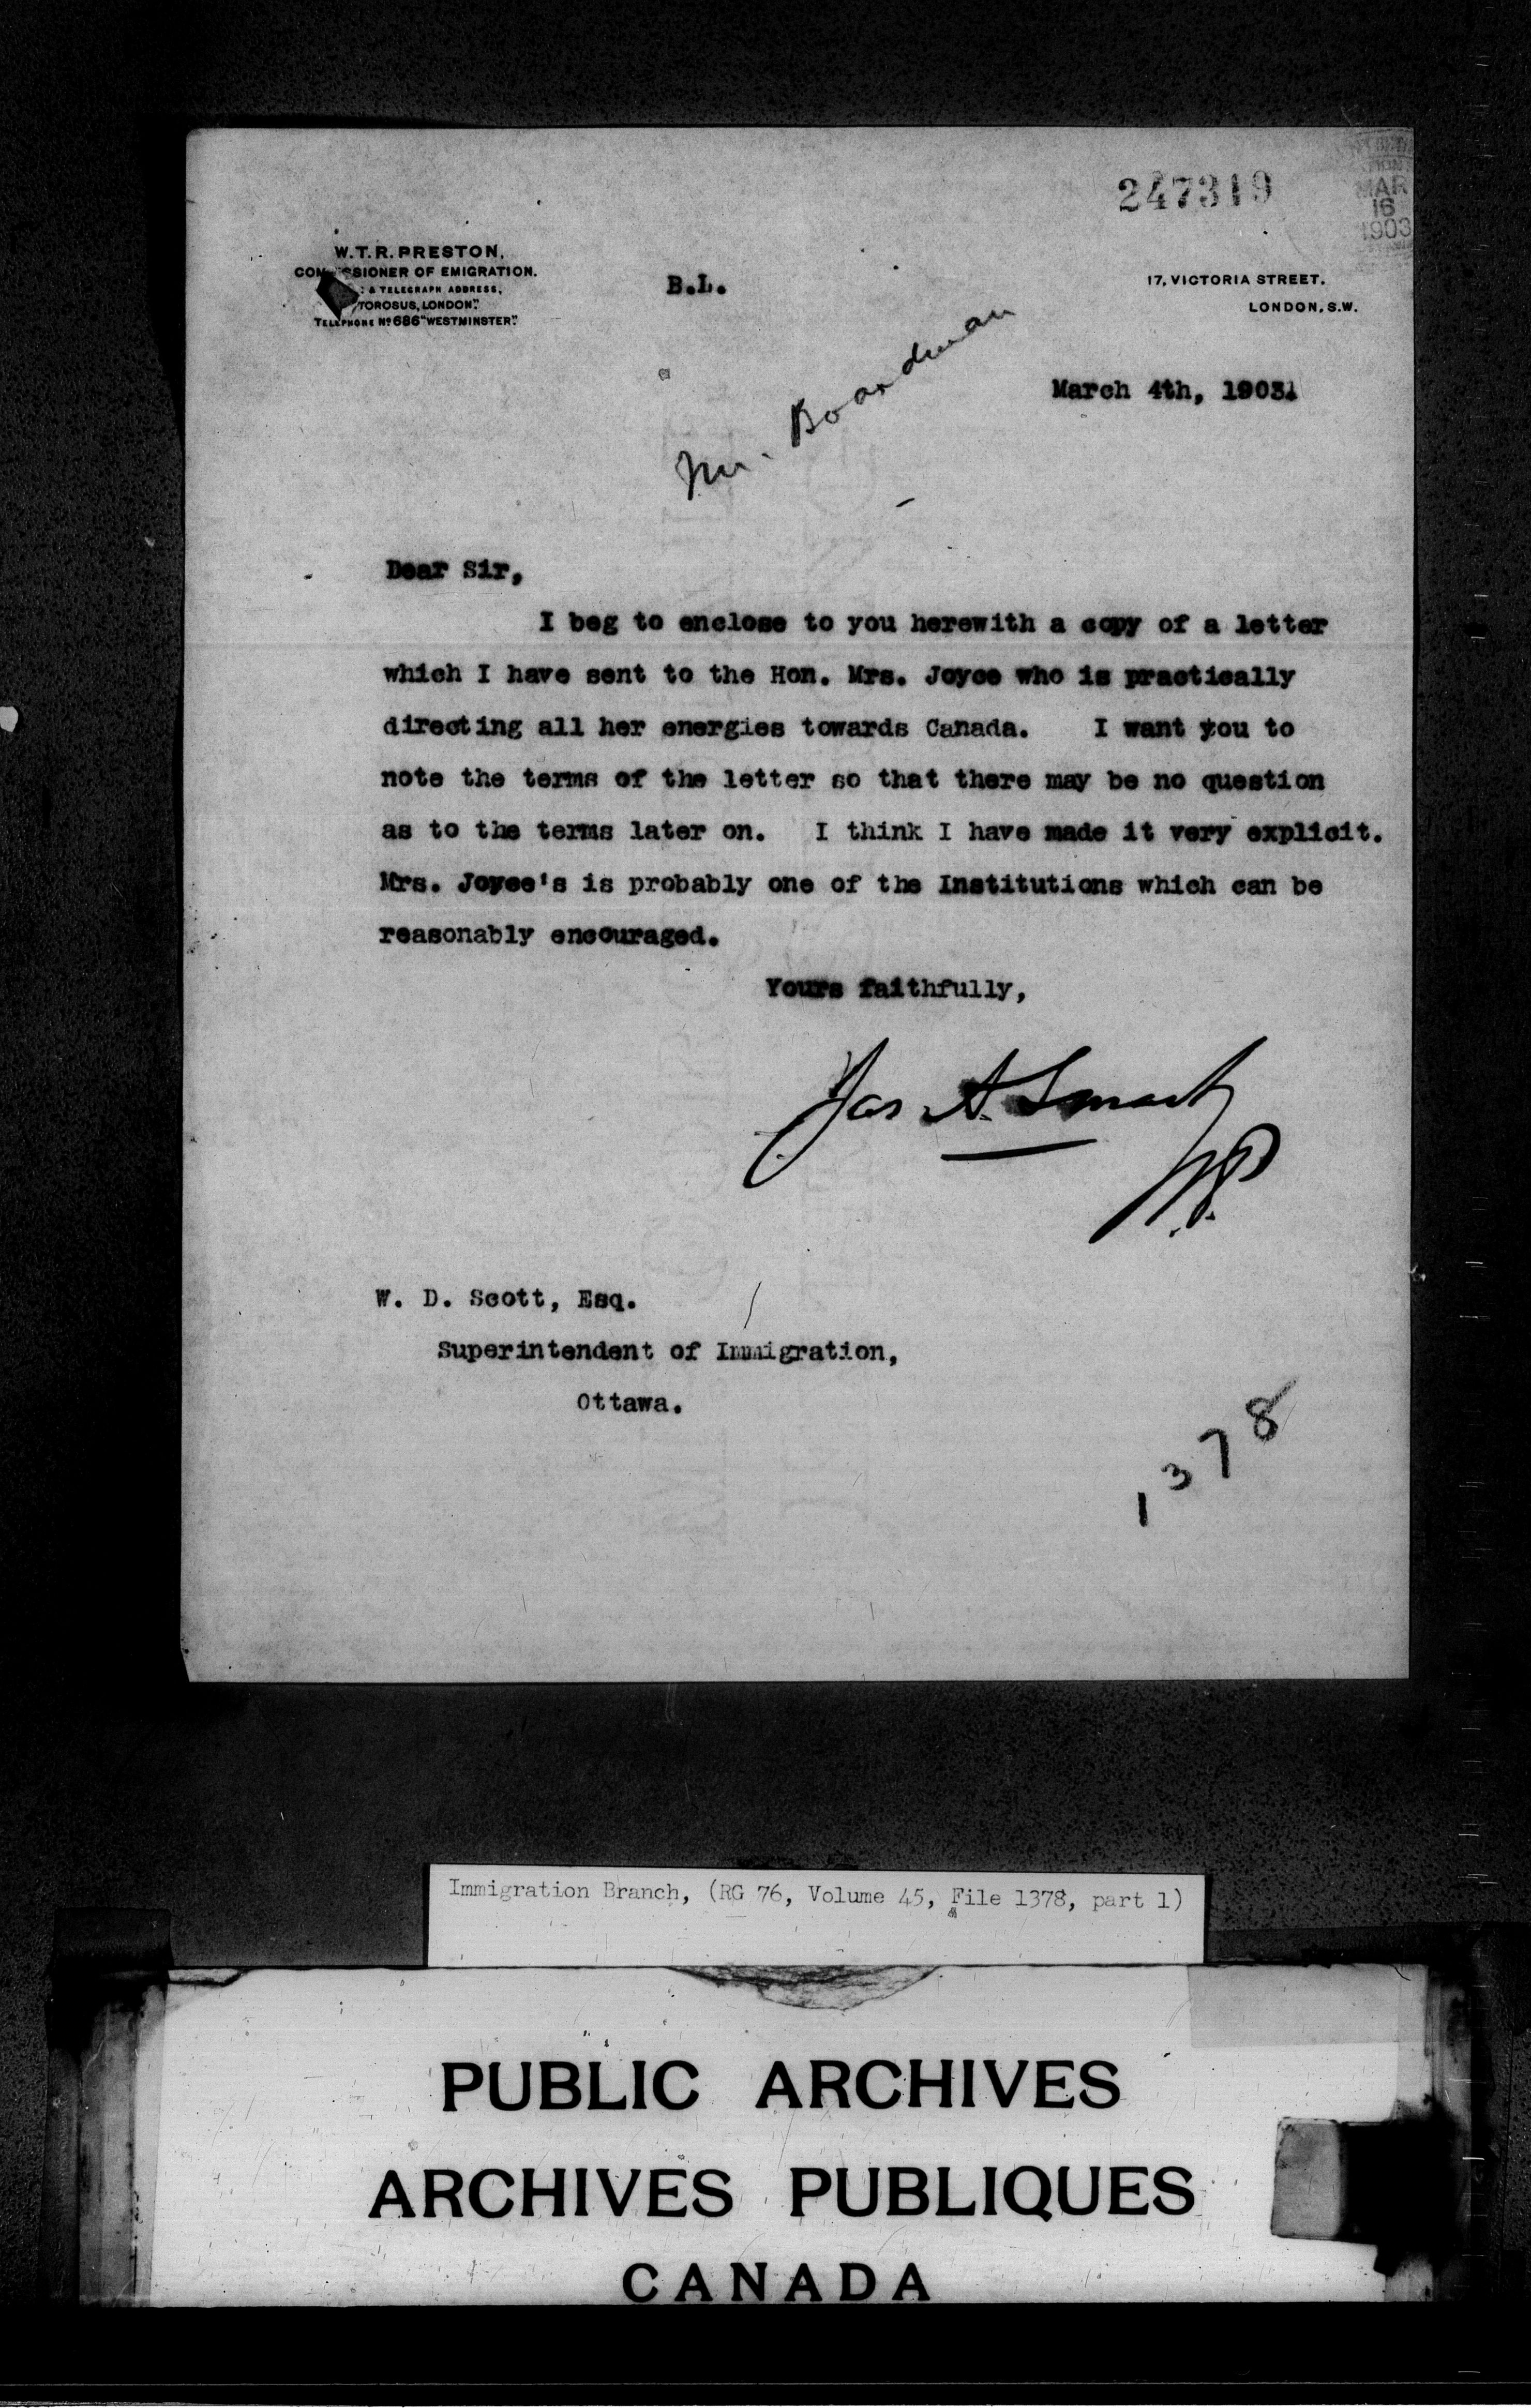 247319
MAR
16
1903
W.T.R. PRESTON,
COMMISSIONER OF EMIGRATION.
& TELEGRAPH ADDRESS,
TOROSUS, LONDON".
TELEPHONE No 686 "WESTMINSTER".
B.L.
17, VICTORIA STREET.
LONDON, S.W.
Mr. Boardman
March 4th, 1903
Dear Sir,
I beg to enclose to you herewith a copy of a letter
which I have sent to the Hon. Mrs. Joyce who is practically
directing all her energies towards Canada. I want you to
note the terms of the letter so that there may be no question
as to the terms later on. I think I have made it very explicit.
Mrs. Joyce's is probably one of the Institutions which can be
reasonably encouraged.
Yours faithfully,
Jas A. Smart
W. D. Scott, Esq.
Superintendent of Immigration,
Ottawa.
1378
Immigration Branch, (RG 76, Volume 45, File 1378, part 1)
PUBLIC ARCHIVES
ARCHIVES PUBLIQUES
CANADA